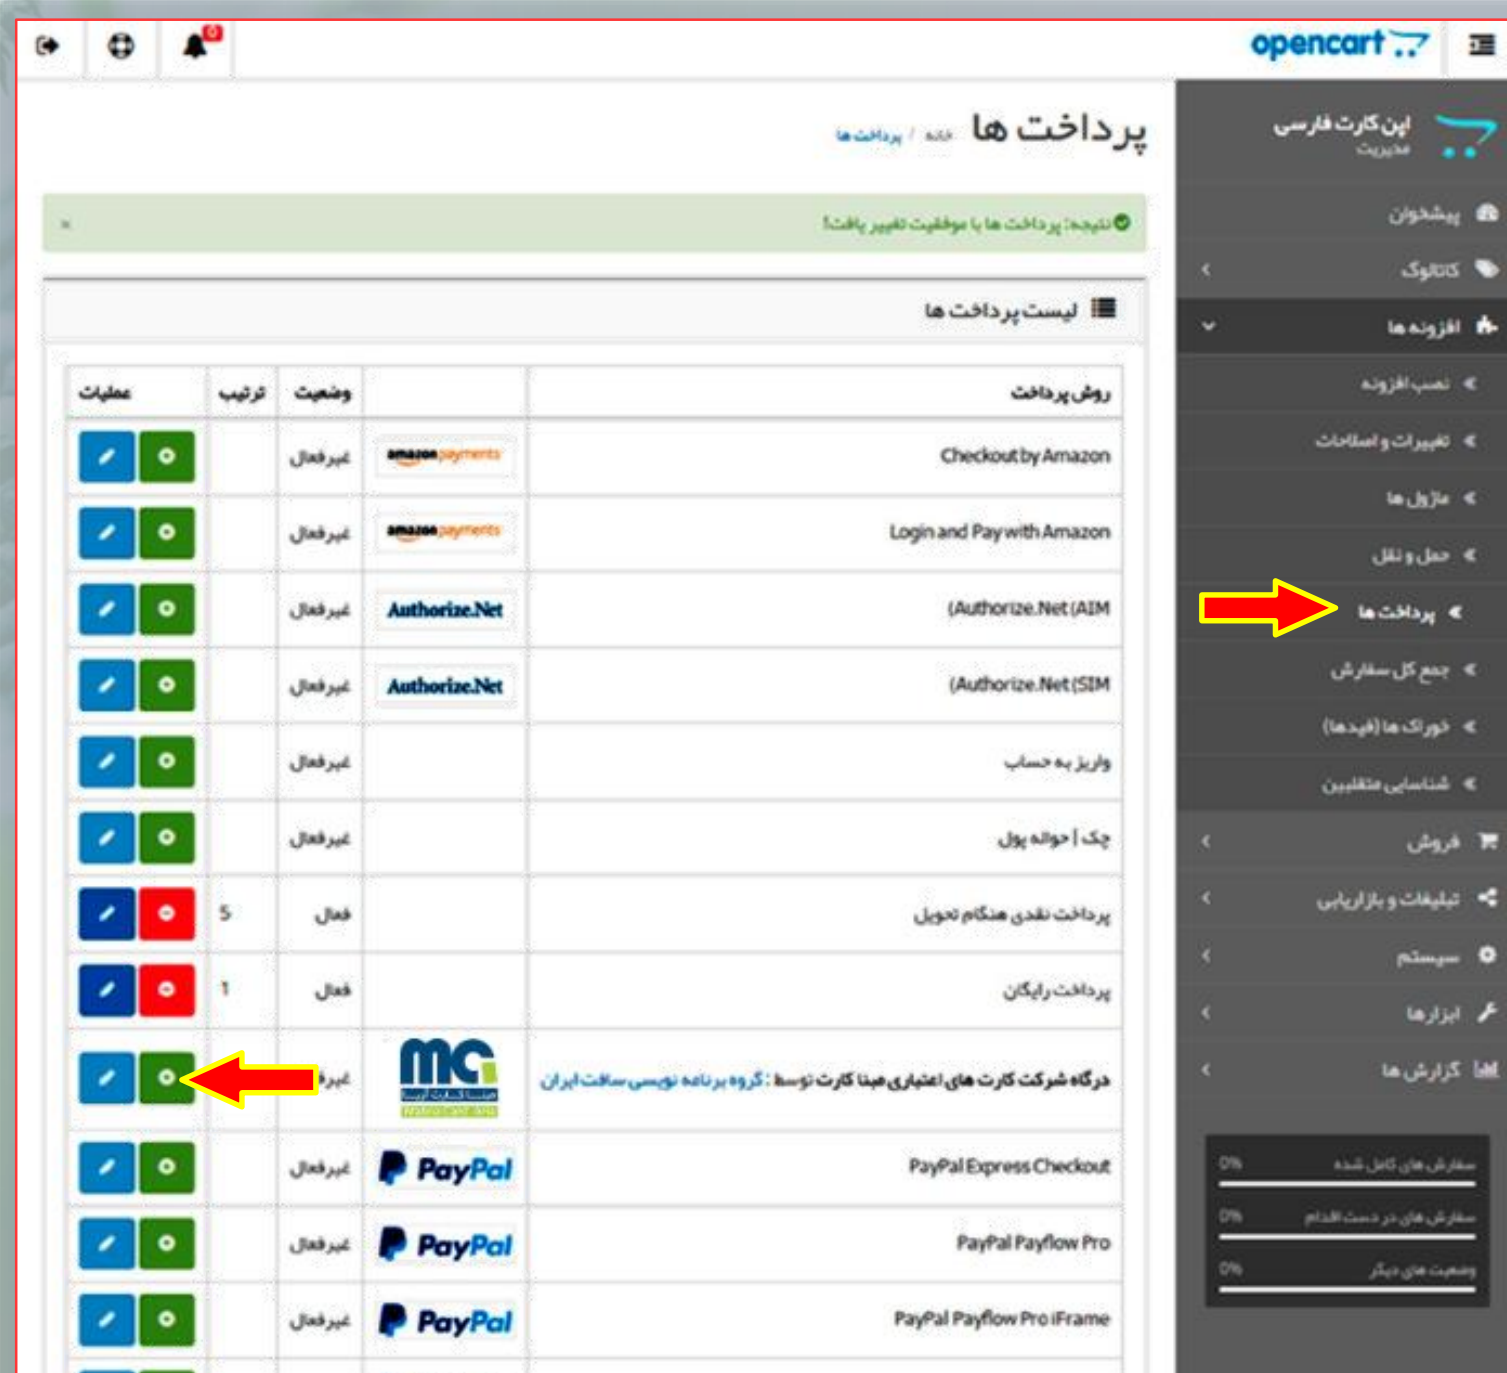 opencart
0
اپن کارت فارسی
مدیریت
پیشخوان
کاتالوگ
افزونه ها
نصب افزونه
تغییرات و اصلاحات
ماژول ها
حمل و نقل
پرداخت ها
جمع کل سفارش
خوراک ها (فیدها)
شناسایی متقلبین
فروش
تبلیغات و بازاریابی
سیستم
ابزارها
گزارش ها
سفارش های کامل شده 0%
سفارش های در دست اقدام 0%
وضعیت های دیگر 0%
پرداخت ها خانه / پرداخت ها
نتیجه: پرداخت ها با موفقیت تغییر یافت! ×
لیست پرداخت ها
روش پرداخت وضعیت ترتیب عملیات
Checkout by Amazon amazon payments غیرفعال
Login and Pay with Amazon amazon payments غیرفعال
(Authorize.Net (AIM Authorize.Net غیرفعال
(Authorize.Net (SIM Authorize.Net غیرفعال
واریز به حساب غیرفعال
چک | حواله پول غیرفعال
پرداخت نقدی هنگام تحویل فعال 5
پرداخت رایگان فعال 1
درگاه شرکت کارت های اعتباری مبنا کارت توسط : گروه برنامه نویسی سافت ایران
PayPal Express Checkout PayPal غیرفعال
PayPal Payflow Pro PayPal غیرفعال
PayPal Payflow Pro iFrame PayPal غیرفعال